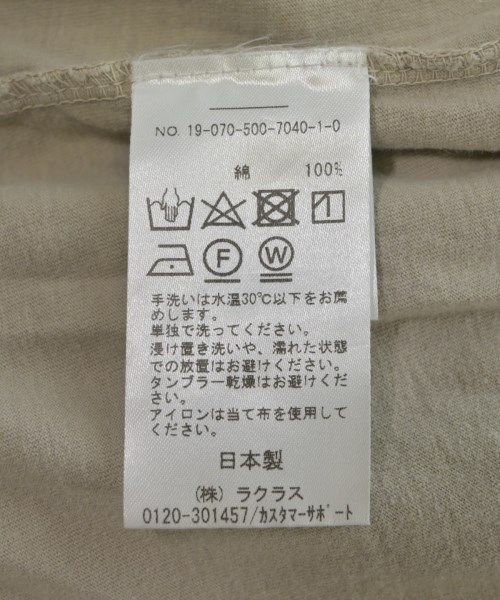 NO. 19-070-500-7040-1-0
綿 100%
F W
手洗いは水温30℃以下をお薦
めします。
単独で洗ってください。
浸け置き洗いや、濡れた状態
での放置はお避けください。
タンブラー乾燥はお避けくだ
さい。
アイロンは当て布を使用して
ください。
日本製
(株) ラクラス
0120-301457/カスタマーサポート